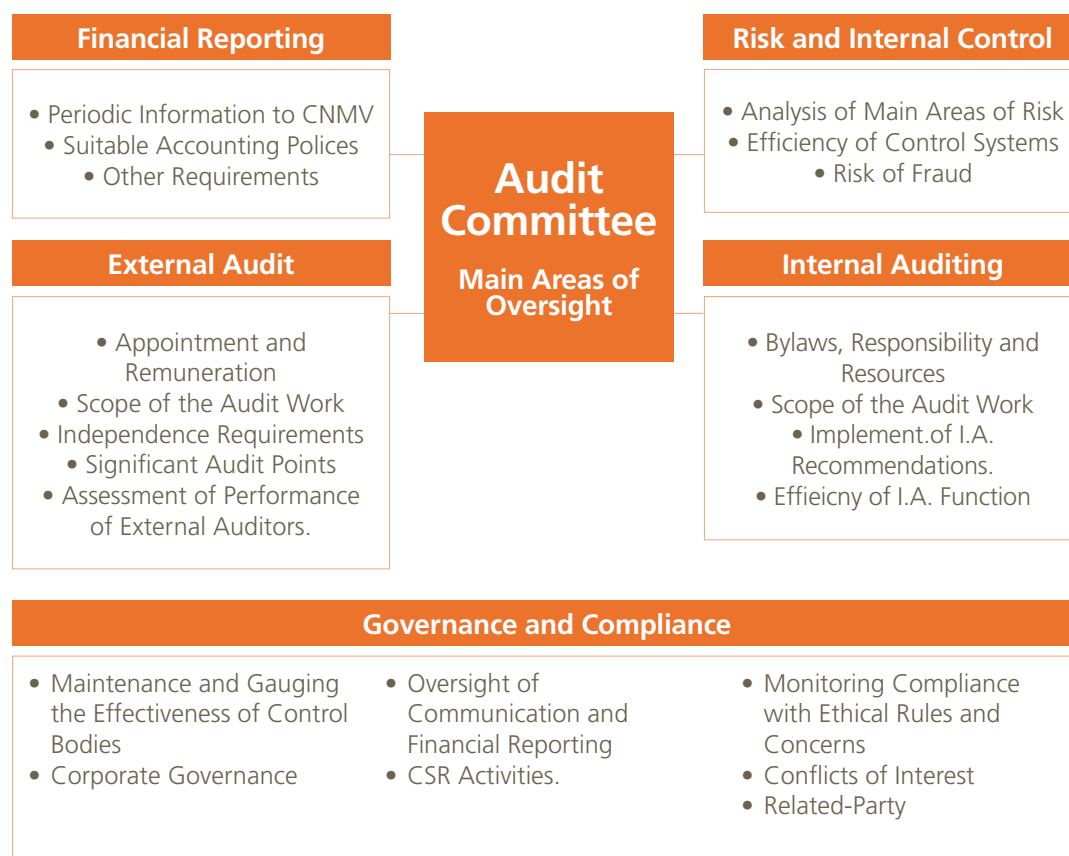 Financial Reporting
• Periodic Information to CNMV
• Suitable Accounting Polices
• Other Requirements
External Audit
• Appointment and
Remuneration
• Scope of the Audit Work
• Independence Requirements
• Significant Audit Points
• Assessment of Performance
of External Auditors.
Audit
Committee
Main Areas of
Oversight
Risk and Internal Control
• Analysis of Main Areas of Risk
• Efficiency of Control Systems
• Risk of Fraud
Internal Auditing
• Bylaws, Responsibility and
Resources
• Scope of the Audit Work
• Implement.of I.A.
Recommendations.
• Effieicny of I.A. Function
Governance and Compliance
• Maintenance and Gauging
the Effectiveness of Control
Bodies
• Corporate Governance
• Oversight of
Communication and
Financial Reporting
• CSR Activities.
• Monitoring Compliance
with Ethical Rules and
Concerns
• Conflicts of Interest
• Related-Party